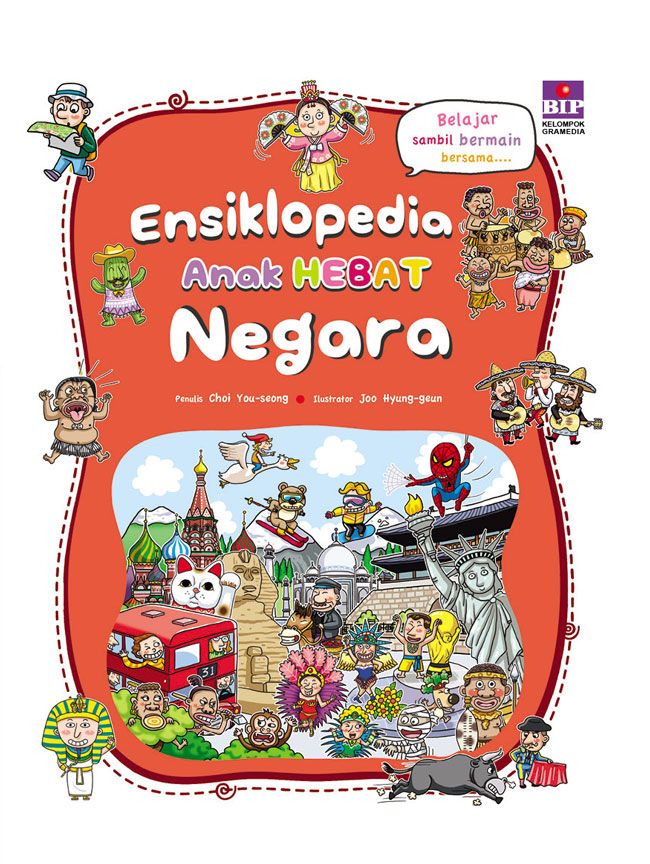 BIP
KELOMPOK
GRAMEDIA
Belajar
sambil bermain
bersama....
Ensiklopedia
Anak HEBAT
Negara
Penulis Choi You-seong ● Ilustrator Joo Hyung-geun
31